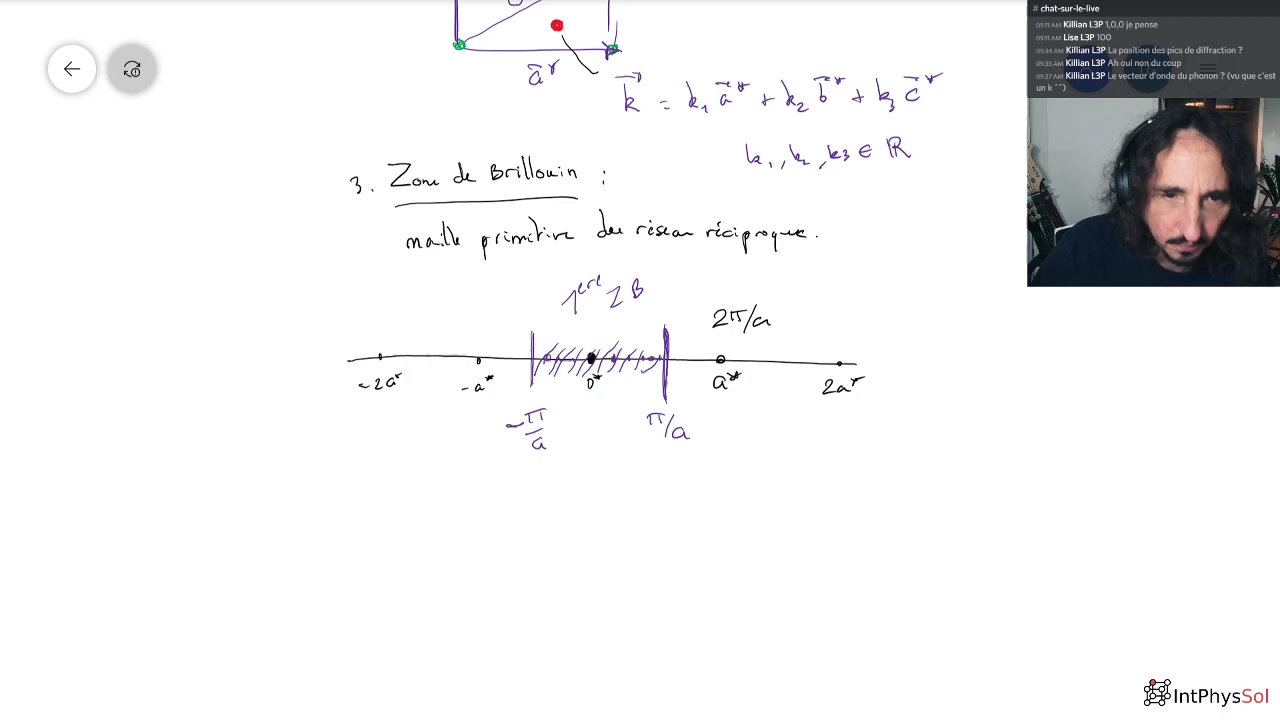 # chat-sur-le-live
09:11 AM Killian L3P 1,0,0 je pense
09:11 AM Lise L3P 100
09:34 AM Killian L3P La position des pics de diffraction ?
09:35 AM Killian L3P Ah oui non du coup
09:37 AM Killian L3P Le vecteur d'onde du phonon ? (vu que c'est
un k ^^)
a*
k = k1 a* + k2 b* + k3 c*
k1, k2, k3 ∈ ℝ
3. Zone de Brillouin :
maille primitive du réseau réciproque.
1ere ZB
2π/a
-2a* -a* 0* a* 2a*
-π/a π/a
IntPhysSol